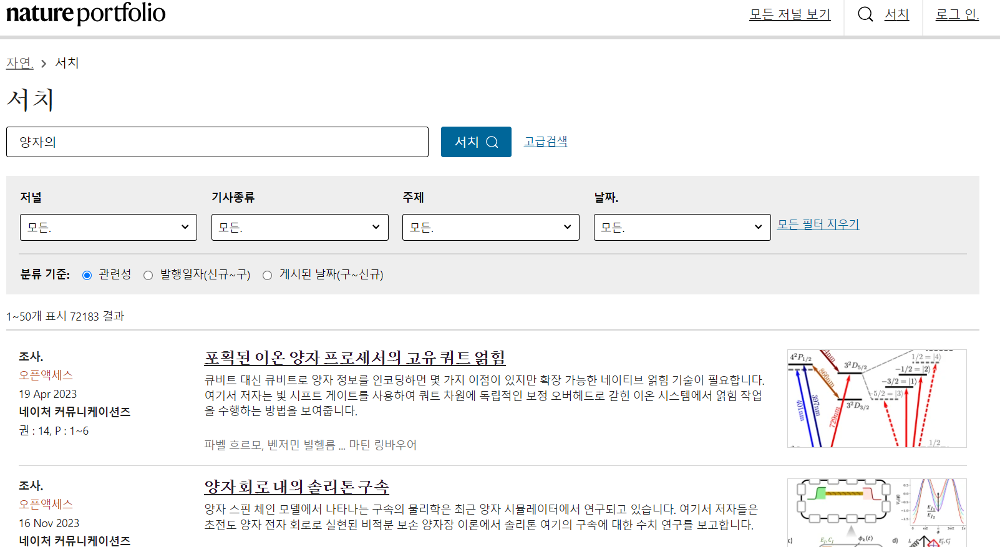 nature portfolio
모든 저널 보기
서치
로그 인.
자연. > 서치
서치
양자의
서치
고급검색
저널
기사종류
주제
날짜.
모든.
모든.
모든.
모든.
모든 필터 지우기
분류 기준:
관련성
발행일자(신규~구)
게시된 날짜(구~신규)
1~50개 표시 72183 결과
조사.
오픈액세스
19 Apr 2023
네이처 커뮤니케이션즈
권 : 14, P : 1~6
포획된 이온 양자 프로세서의 고유 쿼트 얽힘
큐비트 대신 큐비트로 양자 정보를 인코딩하면 몇 가지 이점이 있지만 확장 가능한 네이티브 얽힘 기술이 필요합니다.
여기서 저자는 빛 시프트 게이트를 사용하여 쿼트 차원에 독립적인 보정 오버헤드로 갇힌 이온 시스템에서 얽힘 작업
을 수행하는 방법을 보여줍니다.
파벨 흐르모, 벤저민 빌헬름 ... 마틴 링바우어
4²P₁/₂
3²D₅/₂
3²D₃/₂
866nm
397nm
401nm
729nm
1/2 = |4⟩
−1/2 = |2⟩
−3/2 = |1⟩
−5/2 = |3⟩
1/2
조사.
오픈액세스
16 Nov 2023
네이처 커뮤니케이션즈
양자 회로 내의 솔리톤 구속
양자 스핀 체인 모델에서 나타나는 구속의 물리학은 최근 양자 시뮬레이터에서 연구되고 있습니다. 여기서 저자들은
초전도 양자 전자 회로로 실현된 비적분 보손 양자장 이론에서 솔리톤 여기의 구속에 대한 수치 연구를 보고합니다.
0.5
0.0
−0.5
−1.0
−1.5
0
π/2
π
3π/2
2π
ϕ
c)
d)